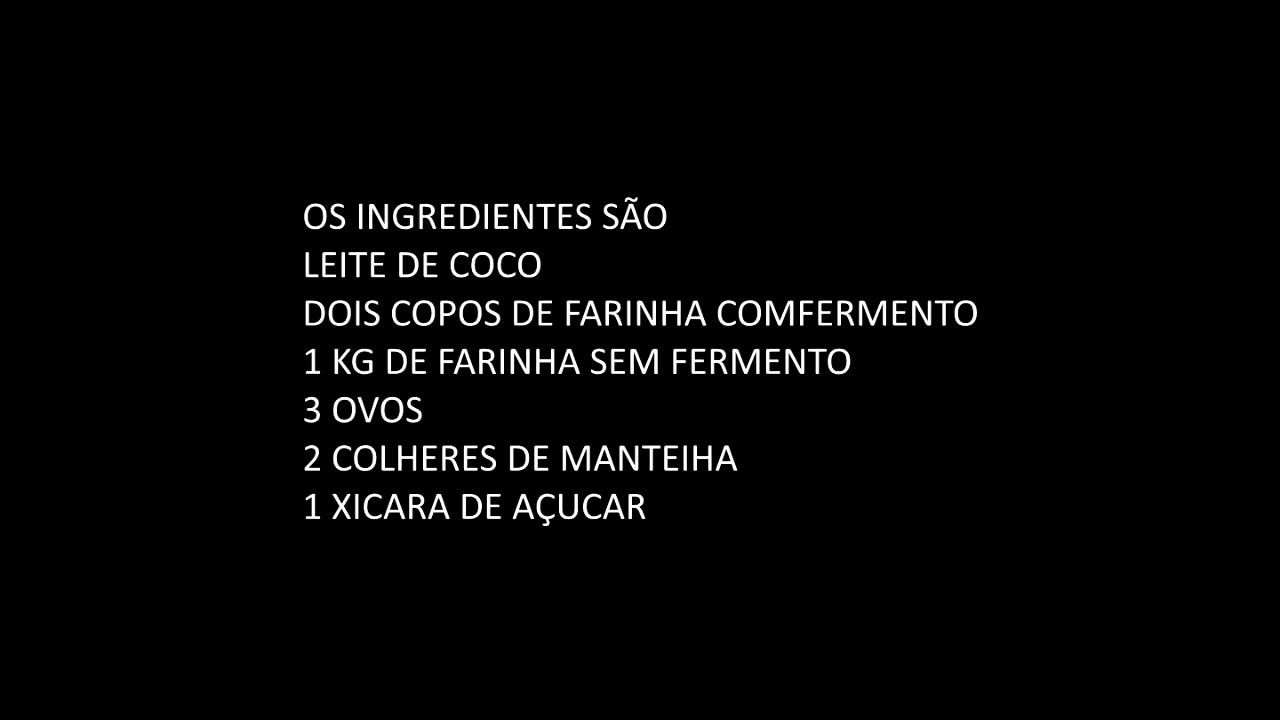 OS INGREDIENTES SÃO
LEITE DE COCO
DOIS COPOS DE FARINHA COMFERMENTO
1 KG DE FARINHA SEM FERMENTO
3 OVOS
2 COLHERES DE MANTEIHA
1 XICARA DE AÇUCAR